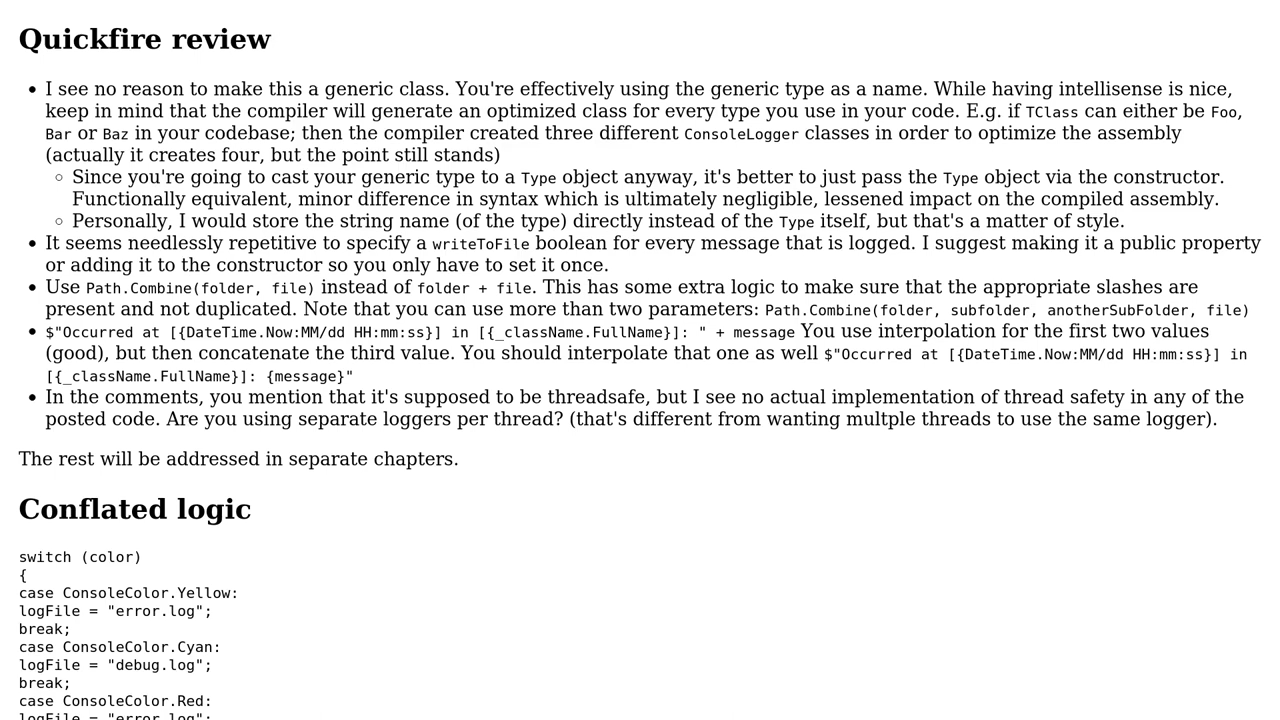 Quickfire review
I see no reason to make this a generic class. You're effectively using the generic type as a name. While having intellisense is nice,
keep in mind that the compiler will generate an optimized class for every type you use in your code. E.g. if TClass can either be Foo,
Bar or Baz in your codebase; then the compiler created three different ConsoleLogger classes in order to optimize the assembly
(actually it creates four, but the point still stands)
Since you're going to cast your generic type to a Type object anyway, it's better to just pass the Type object via the constructor.
Functionally equivalent, minor difference in syntax which is ultimately negligible, lessened impact on the compiled assembly.
Personally, I would store the string name (of the type) directly instead of the Type itself, but that's a matter of style.
It seems needlessly repetitive to specify a writeToFile boolean for every message that is logged. I suggest making it a public property
or adding it to the constructor so you only have to set it once.
Use Path.Combine(folder, file) instead of folder + file. This has some extra logic to make sure that the appropriate slashes are
present and not duplicated. Note that you can use more than two parameters: Path.Combine(folder, subfolder, anotherSubFolder, file)
$"Occurred at [{DateTime.Now:MM/dd HH:mm:ss}] in [{_className.FullName}]: " + message You use interpolation for the first two values
(good), but then concatenate the third value. You should interpolate that one as well $"Occurred at [{DateTime.Now:MM/dd HH:mm:ss}] in
[{_className.FullName}]: {message}"
In the comments, you mention that it's supposed to be threadsafe, but I see no actual implementation of thread safety in any of the
posted code. Are you using separate loggers per thread? (that's different from wanting multple threads to use the same logger).
The rest will be addressed in separate chapters.
Conflated logic
switch (color)
{
case ConsoleColor.Yellow:
logFile = "error.log";
break;
case ConsoleColor.Cyan:
logFile = "debug.log";
break;
case ConsoleColor.Red:
logFile = "error.log";